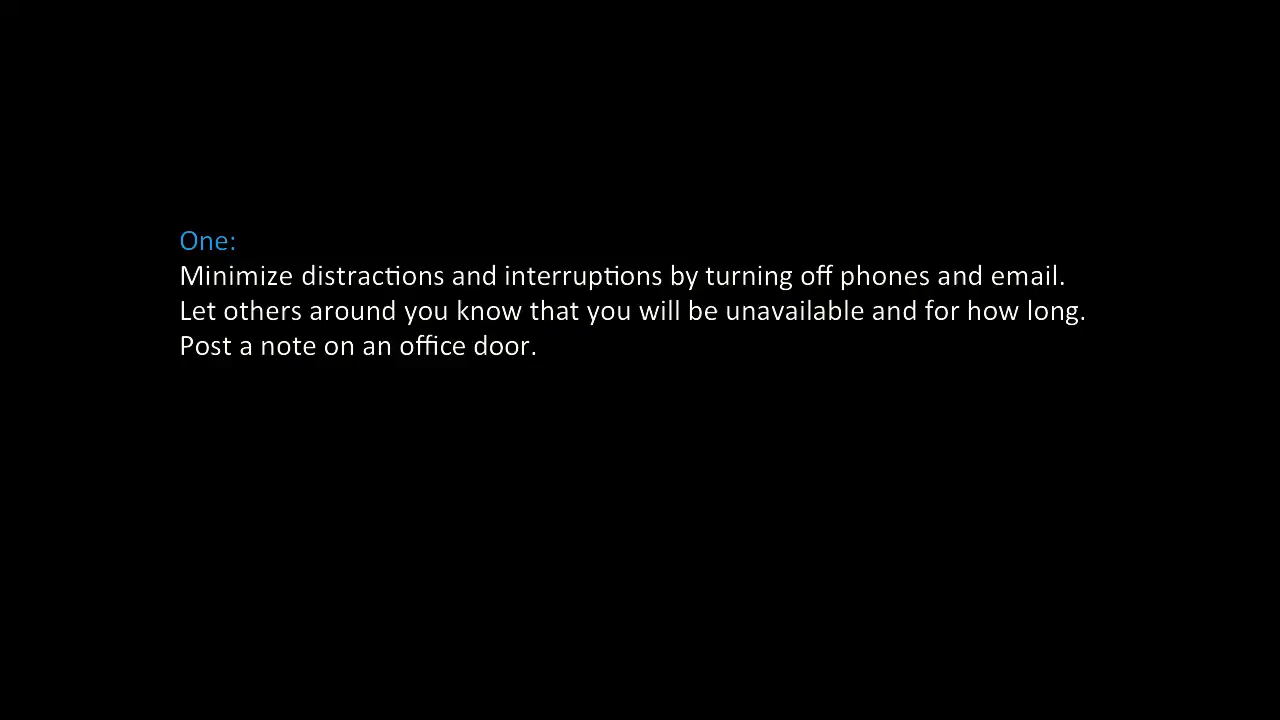 One:
Minimize distractions and interruptions by turning off phones and email.
Let others around you know that you will be unavailable and for how long.
Post a note on an office door.